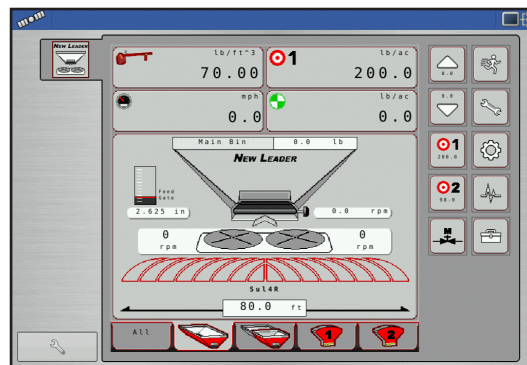 NEW LEADER
lb/ft^3
70.00
1
lb/ac
200.0
mph
0.0
lb/ac
0.0
Main Bin 0.0 lb
NEW LEADER
Feed
Gate
2.625 in
0.0 rpm
0
rpm
0
rpm
Sul4R
80.0 ft
All
1
2
0.0
0.0
1
200.0
2
90.0
M